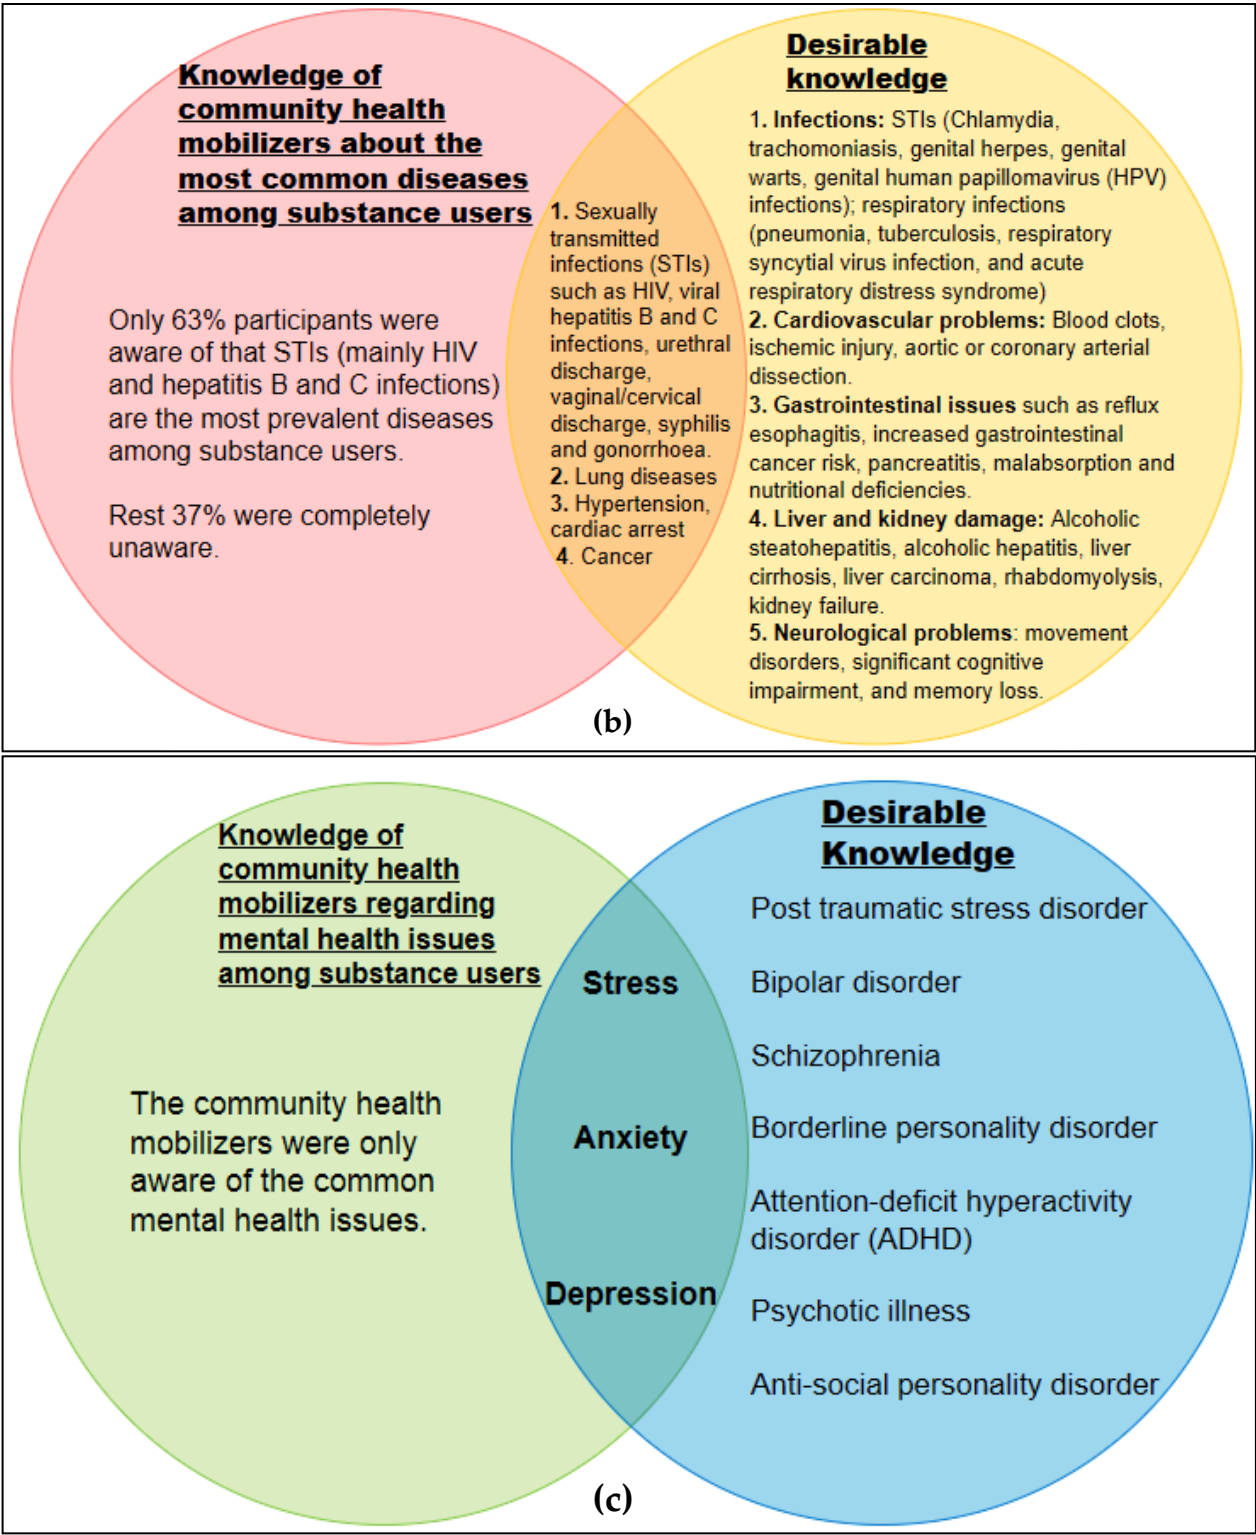 Knowledge of
community health
mobilizers about the
most common diseases
among substance users
Only 63% participants were
aware of that STIs (mainly HIV
and hepatitis B and C infections)
are the most prevalent diseases
among substance users.
Rest 37% were completely
unaware.
1. Sexually
transmitted
infections (STIs)
such as HIV, viral
hepatitis B and C
infections, urethral
discharge,
vaginal/cervical
discharge, syphilis
and gonorrhoea.
2. Lung diseases
3. Hypertension,
cardiac arrest
4. Cancer
Desirable
knowledge
1. Infections: STIs (Chlamydia,
trachomoniasis, genital herpes, genital
warts, genital human papillomavirus (HPV)
infections); respiratory infections
(pneumonia, tuberculosis, respiratory
syncytial virus infection, and acute
respiratory distress syndrome)
2. Cardiovascular problems: Blood clots,
ischemic injury, aortic or coronary arterial
dissection.
3. Gastrointestinal issues such as reflux
esophagitis, increased gastrointestinal
cancer risk, pancreatitis, malabsorption and
nutritional deficiencies.
4. Liver and kidney damage: Alcoholic
steatohepatitis, alcoholic hepatitis, liver
cirrhosis, liver carcinoma, rhabdomyolysis,
kidney failure.
5. Neurological problems: movement
disorders, significant cognitive
impairment, and memory loss.
(b)
Knowledge of
community health
mobilizers regarding
mental health issues
among substance users
The community health
mobilizers were only
aware of the common
mental health issues.
Stress
Anxiety
Depression
Desirable
Knowledge
Post traumatic stress disorder
Bipolar disorder
Schizophrenia
Borderline personality disorder
Attention-deficit hyperactivity
disorder (ADHD)
Psychotic illness
Anti-social personality disorder
(c)